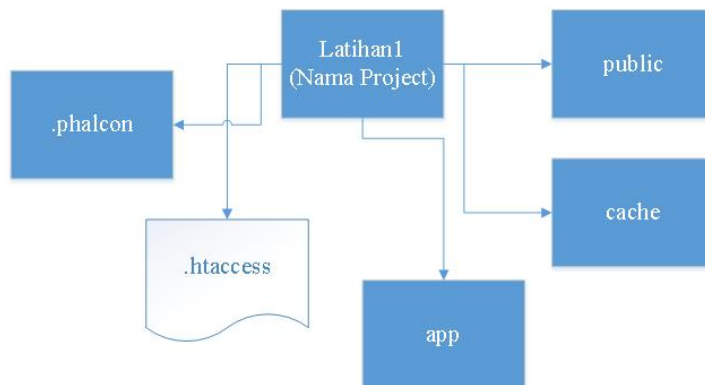 Latihan1
(Nama Project)
public
.phalcon
cache
.htaccess
app